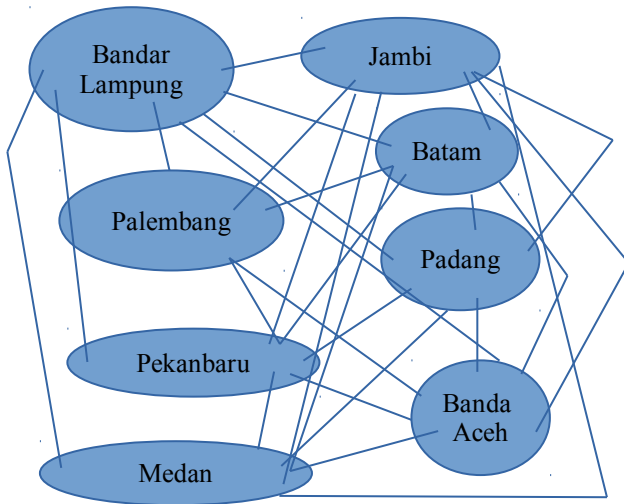 Bandar
Lampung
Jambi
Batam
Palembang
Padang
Pekanbaru
Banda
Aceh
Medan